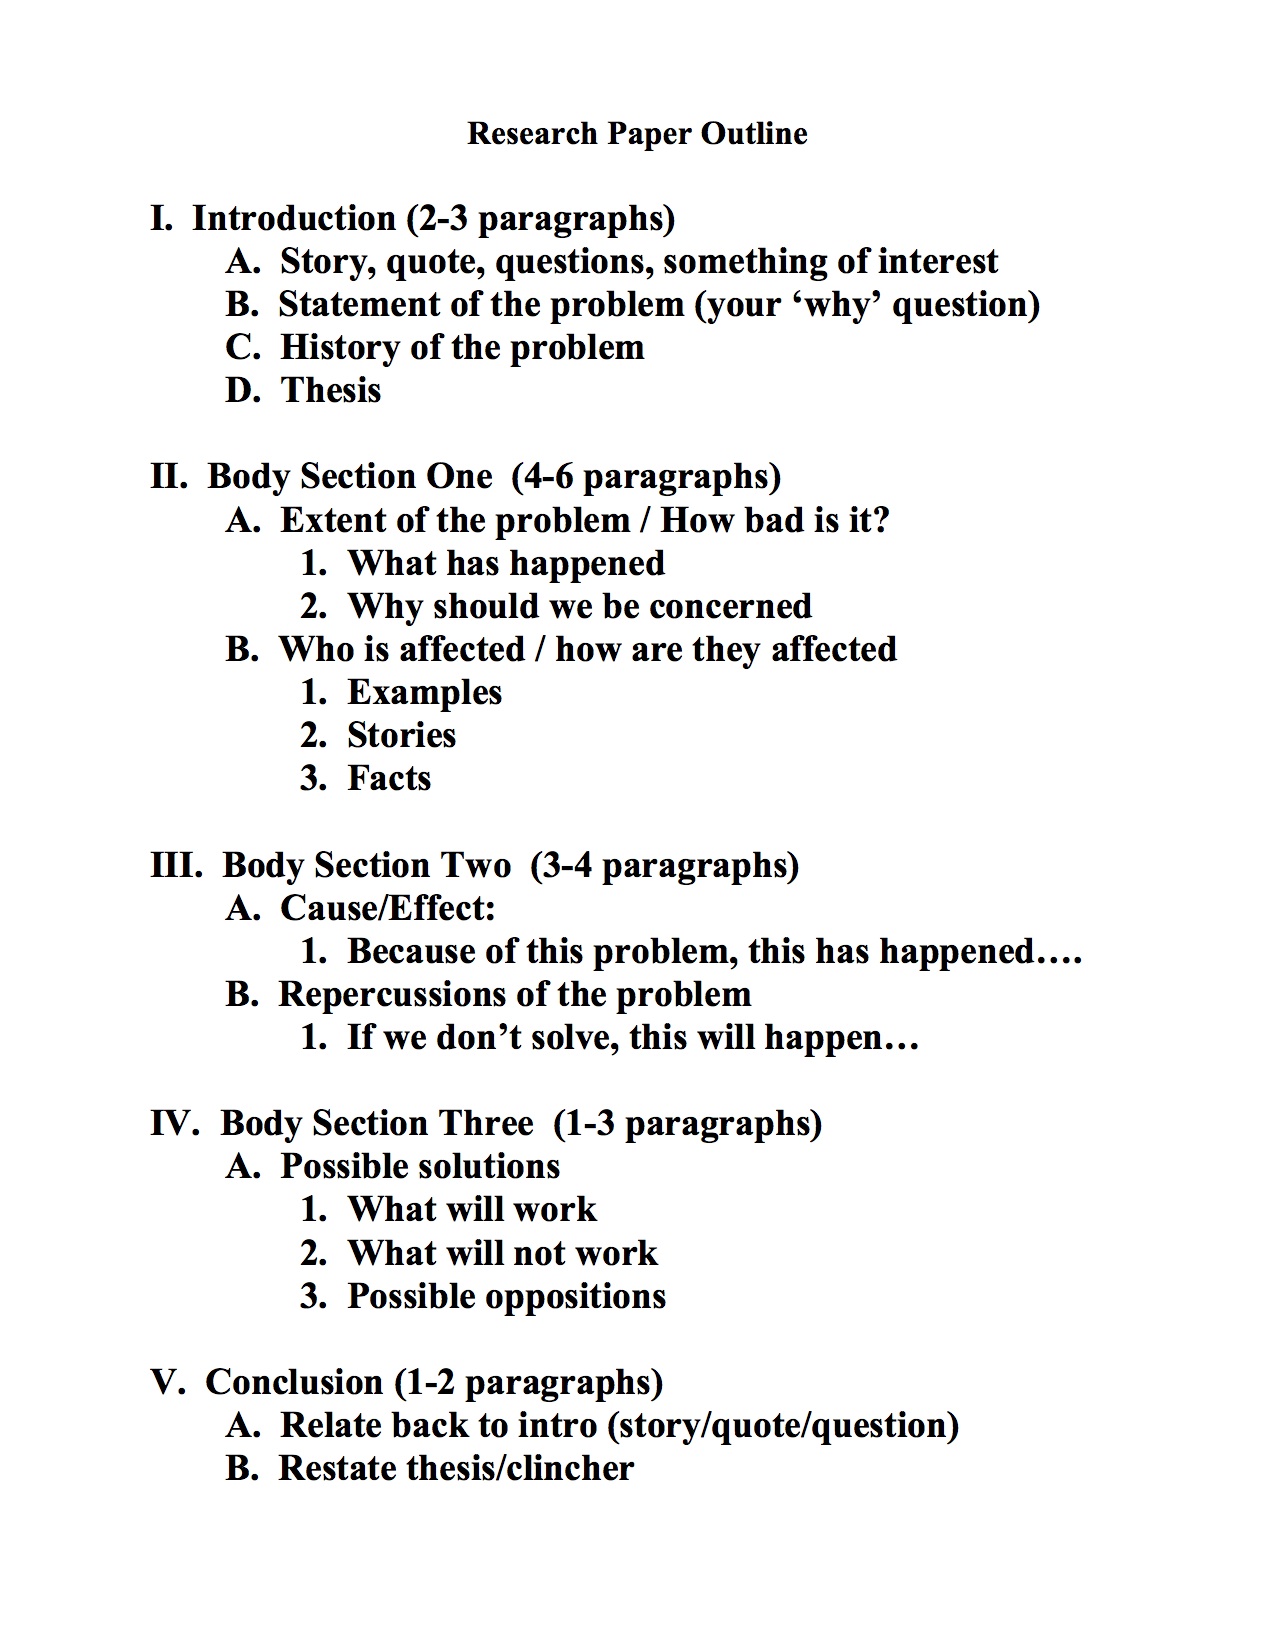 Research Paper Outline
I. Introduction (2-3 paragraphs)
A. Story, quote, questions, something of interest
B. Statement of the problem (your ‘why’ question)
C. History of the problem
D. Thesis
II. Body Section One (4-6 paragraphs)
A. Extent of the problem / How bad is it?
1. What has happened
2. Why should we be concerned
B. Who is affected / how are they affected
1. Examples
2. Stories
3. Facts
III. Body Section Two (3-4 paragraphs)
A. Cause/Effect:
1. Because of this problem, this has happened….
B. Repercussions of the problem
1. If we don’t solve, this will happen…
IV. Body Section Three (1-3 paragraphs)
A. Possible solutions
1. What will work
2. What will not work
3. Possible oppositions
V. Conclusion (1-2 paragraphs)
A. Relate back to intro (story/quote/question)
B. Restate thesis/clincher